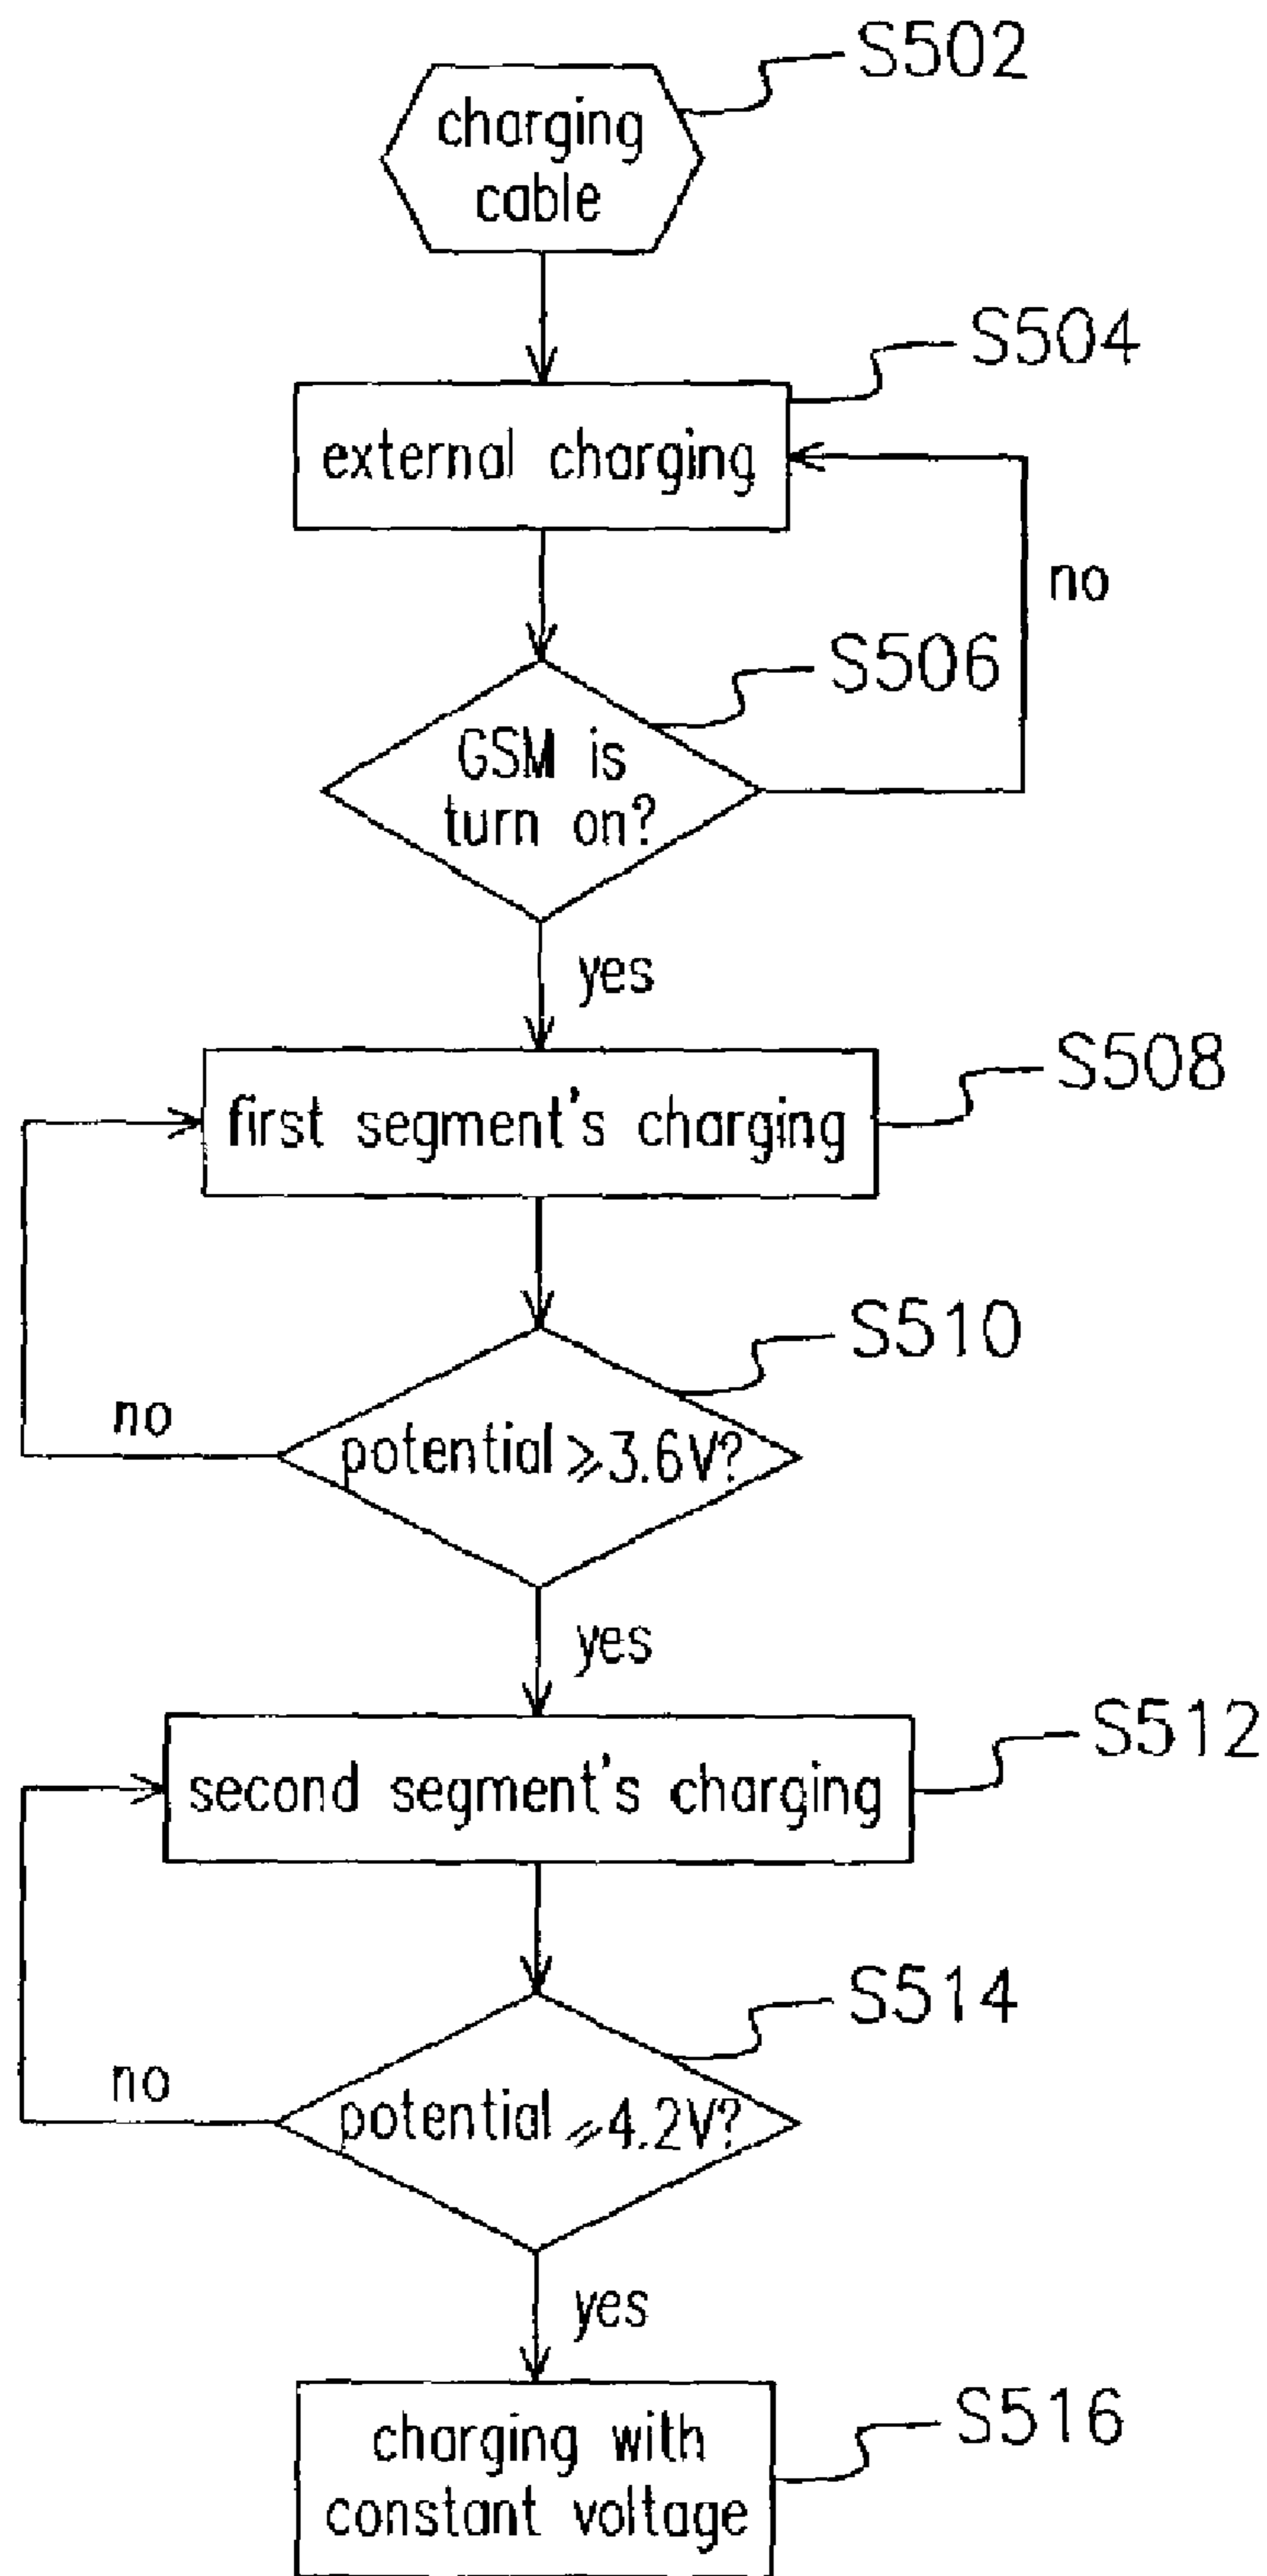 S502
charging
cable
S504
external charging
no
S506
GSM is
turn on?
yes
S508
first segment's charging
S510
no
potential ⩾ 3.6V?
yes
S512
second segment's charging
S514
no
potential ⩾ 4.2V?
yes
S516
charging with
constant voltage